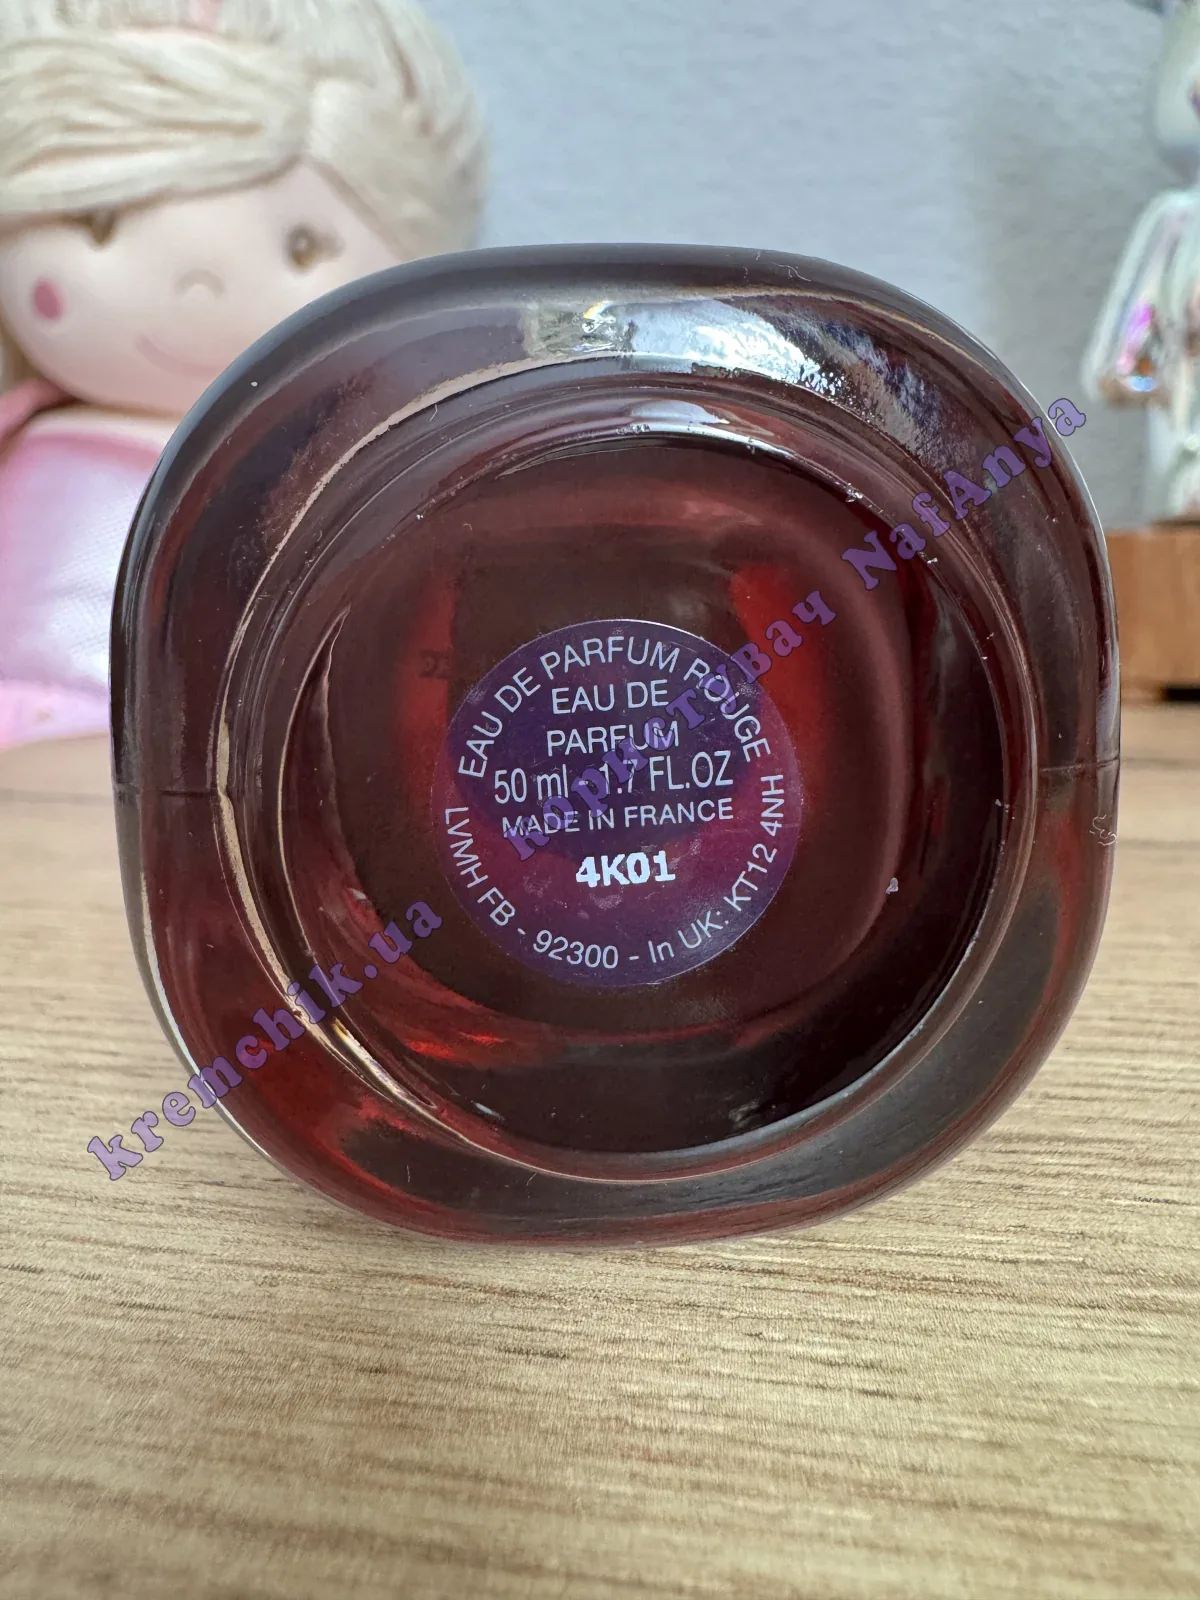 EAU DE PARFUM ROUGE
EAU DE
PARFUM
50 ml - 1.7 FL.OZ
MADE IN FRANCE
4K01
LVMH FB - 92300 - In UK: KT12 4NH
kremchik.ua користувач NafAnya